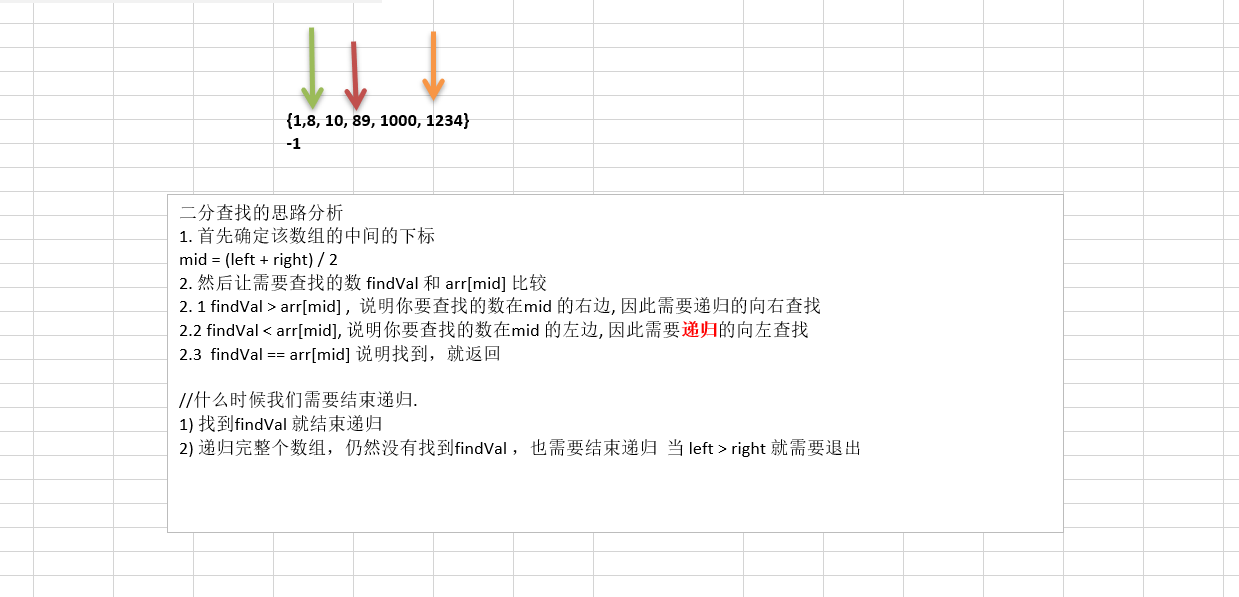 {1,8, 10, 89, 1000, 1234}
-1
二分查找的思路分析
1. 首先确定该数组的中间的下标
mid = (left + right) / 2
2. 然后让需要查找的数 findVal 和 arr[mid] 比较
2. 1 findVal > arr[mid] ,  说明你要查找的数在mid 的右边, 因此需要递归的向右查找
2.2 findVal < arr[mid], 说明你要查找的数在mid 的左边, 因此需要递归的向左查找
2.3  findVal == arr[mid] 说明找到，就返回
//什么时候我们需要结束递归.
1) 找到findVal 就结束递归
2) 递归完整个数组，仍然没有找到findVal ，也需要结束递归  当 left > right 就需要退出